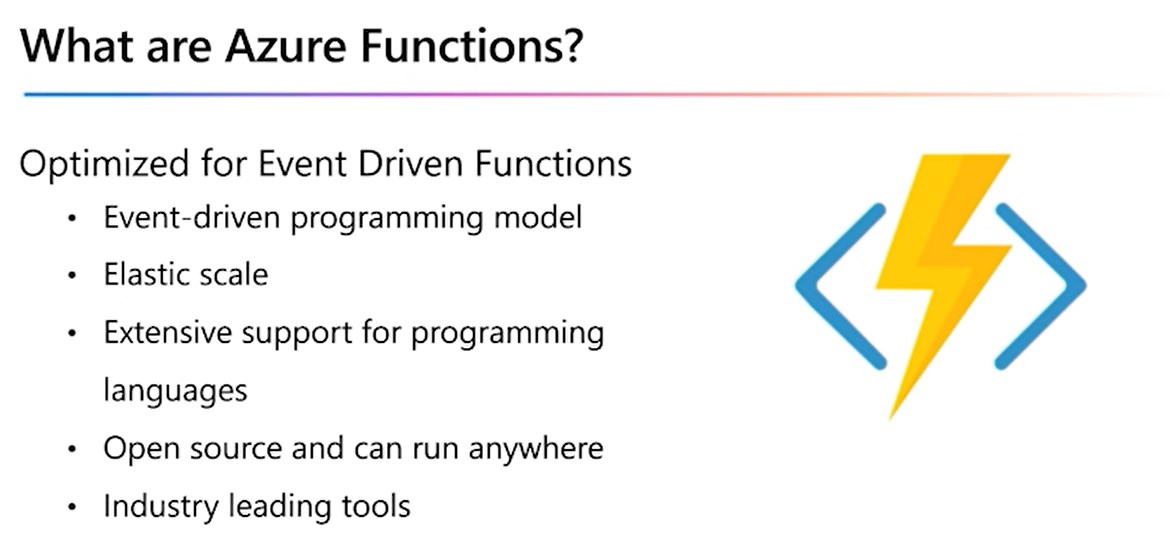 What are Azure Functions?
Optimized for Event Driven Functions
• Event-driven programming model
• Elastic scale
• Extensive support for programming
languages
• Open source and can run anywhere
• Industry leading tools